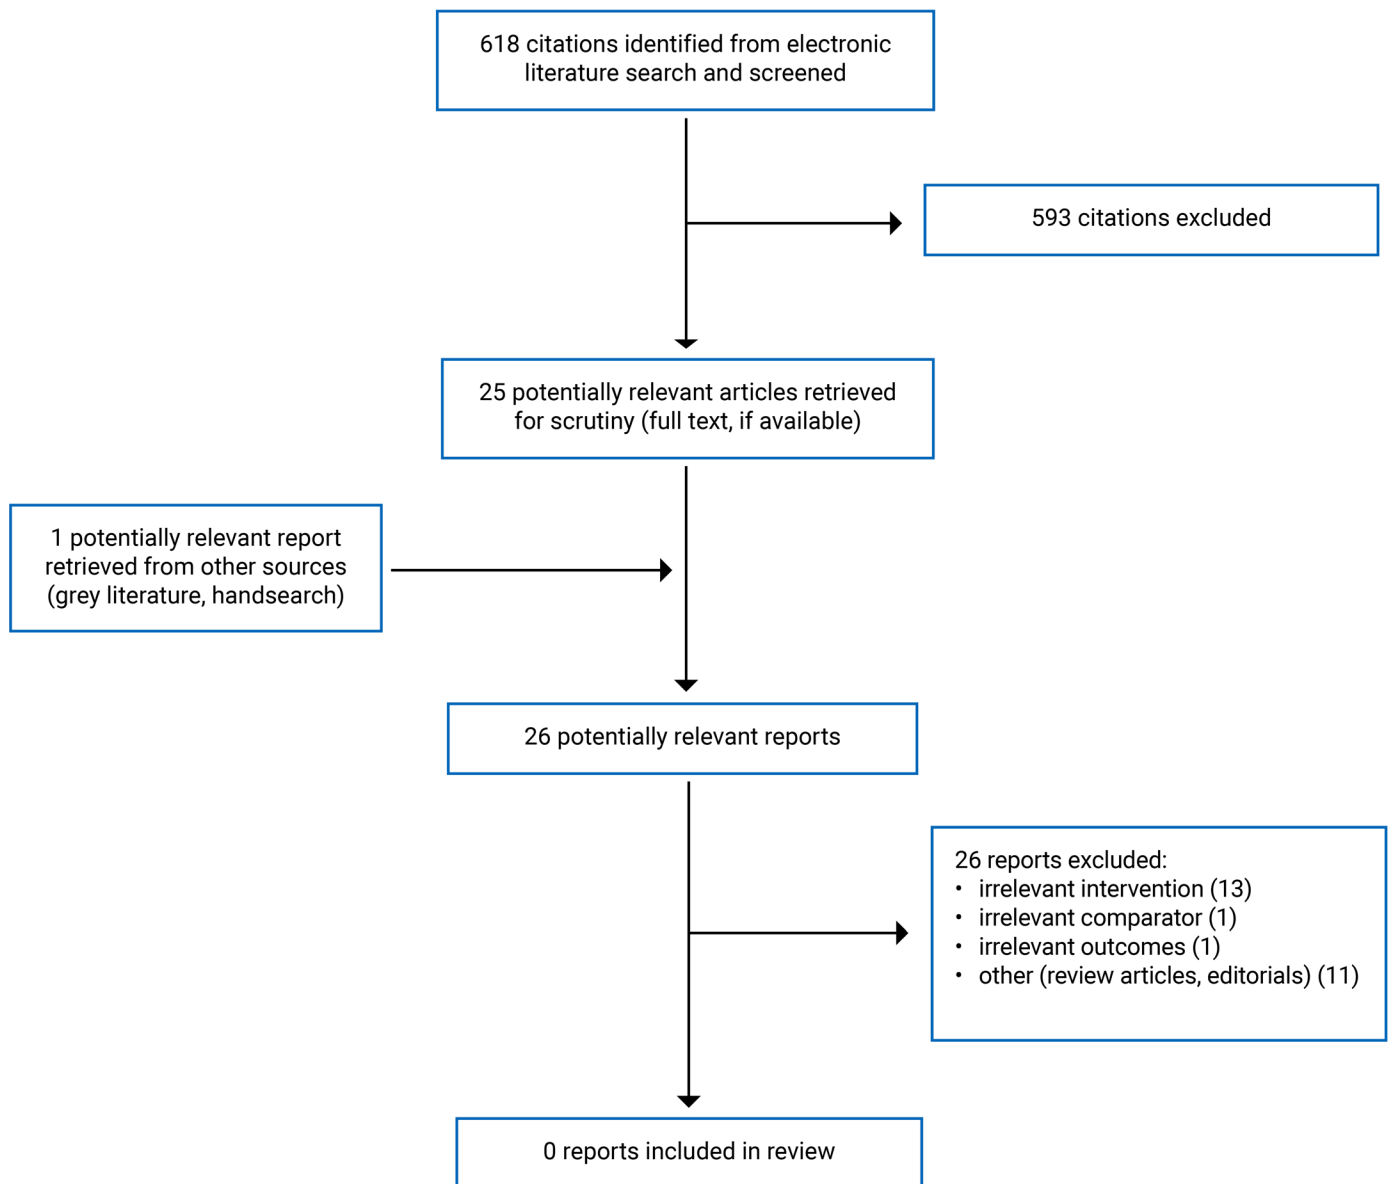 618 citations identified from electronic
literature search and screened
593 citations excluded
25 potentially relevant articles retrieved
for scrutiny (full text, if available)
1 potentially relevant report
retrieved from other sources
(grey literature, handsearch)
26 potentially relevant reports
26 reports excluded:
• irrelevant intervention (13)
• irrelevant comparator (1)
• irrelevant outcomes (1)
• other (review articles, editorials) (11)
0 reports included in review